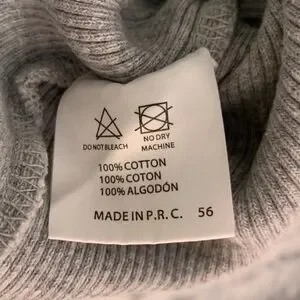 DO NOT BLEACH
NO DRY
MACHINE
100% COTTON
100% COTON
100% ALGODÓN
MADE IN P.R.C. 56